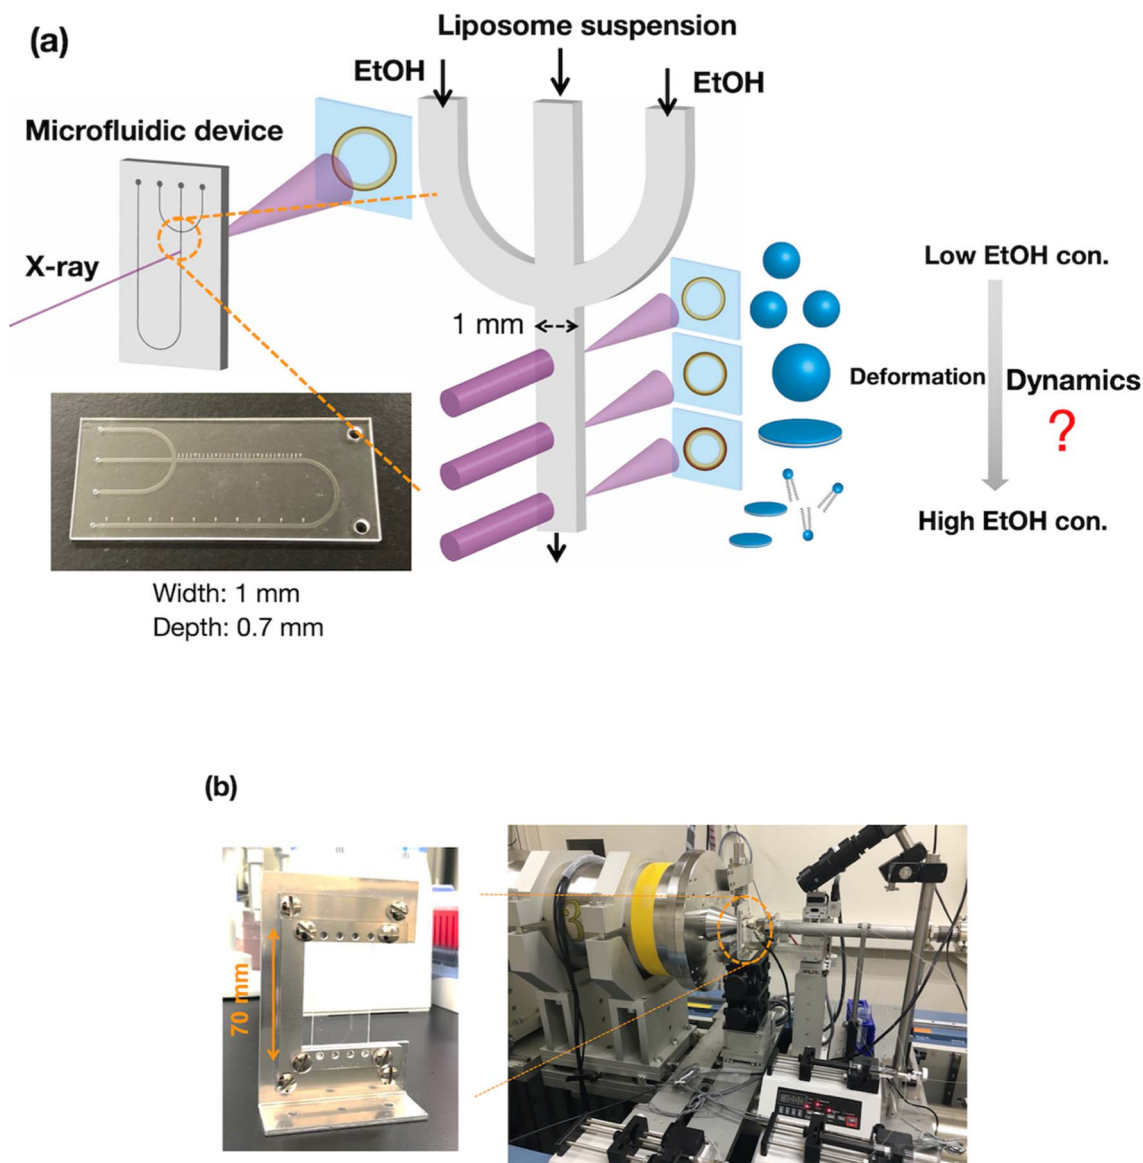 (a)
Liposome suspension
EtOH
EtOH
Microfluidic device
X-ray
1 mm
Low EtOH con.
Deformation
Dynamics
?
High EtOH con.
Width: 1 mm
Depth: 0.7 mm
(b)
70 mm
3